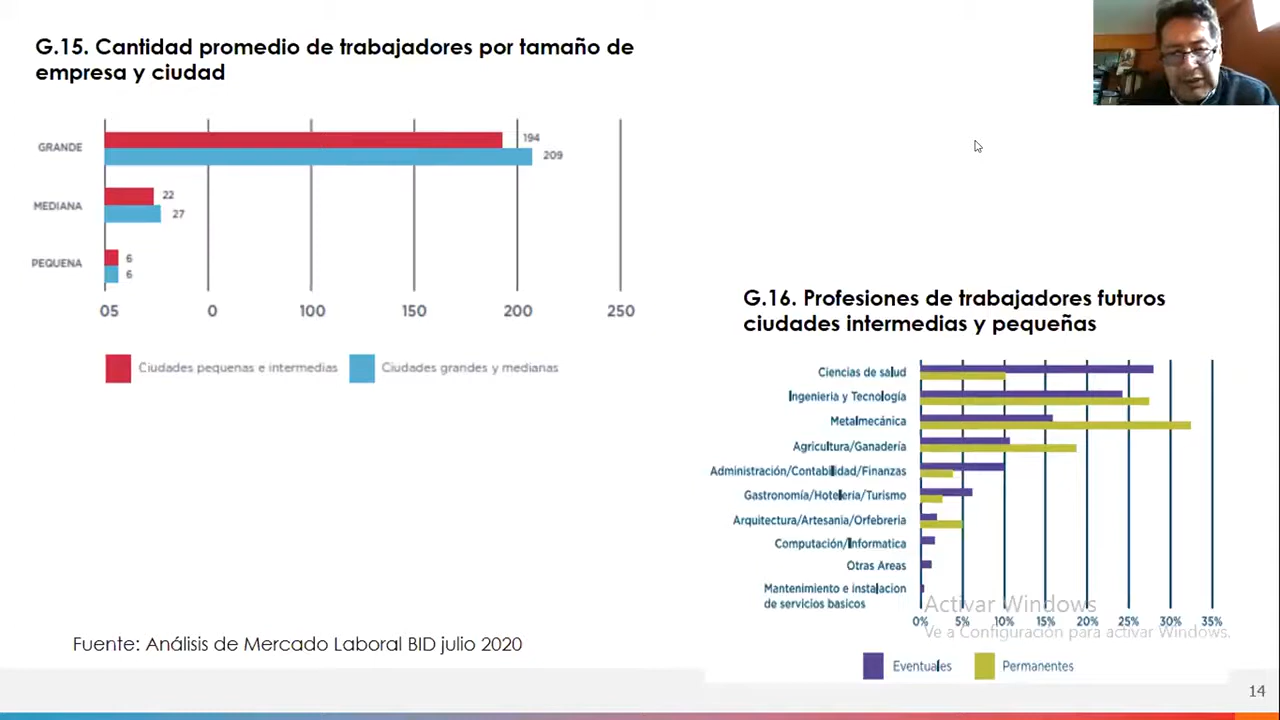 G.15. Cantidad promedio de trabajadores por tamaño de
empresa y ciudad
GRANDE
194
209
MEDIANA
22
27
PEQUENA
6
6
05 0 100 150 200 250
Ciudades pequenas e intermedias Ciudades grandes y medianas
G.16. Profesiones de trabajadores futuros
ciudades intermedias y pequeñas
Ciencias de salud
Ingenieria y Tecnología
Metalmecánica
Agricultura/Ganadería
Administración/Contabilidad/Finanzas
Gastronomía/Hotelería/Turismo
Arquitectura/Artesania/Orfebreria
Computación/Informatica
Otras Areas
Mantenimiento e instalacion
de servicios basicos
0% 5% 10% 15% 20% 25% 30% 35%
Eventuales Permanentes
Activar Windows
Ve a Configuración para activar Windows.
Fuente: Análisis de Mercado Laboral BID julio 2020
14